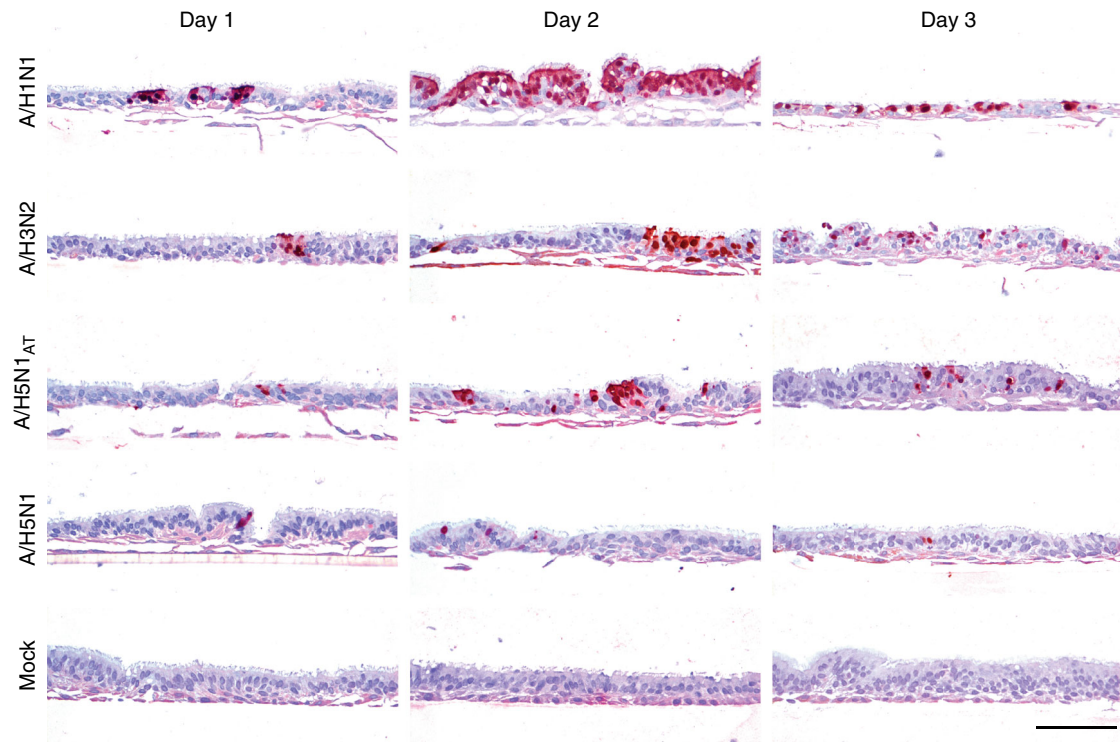 Day 1
Day 2
Day 3
A/H1N1
A/H3N2
A/H5N1AT
A/H5N1
Mock